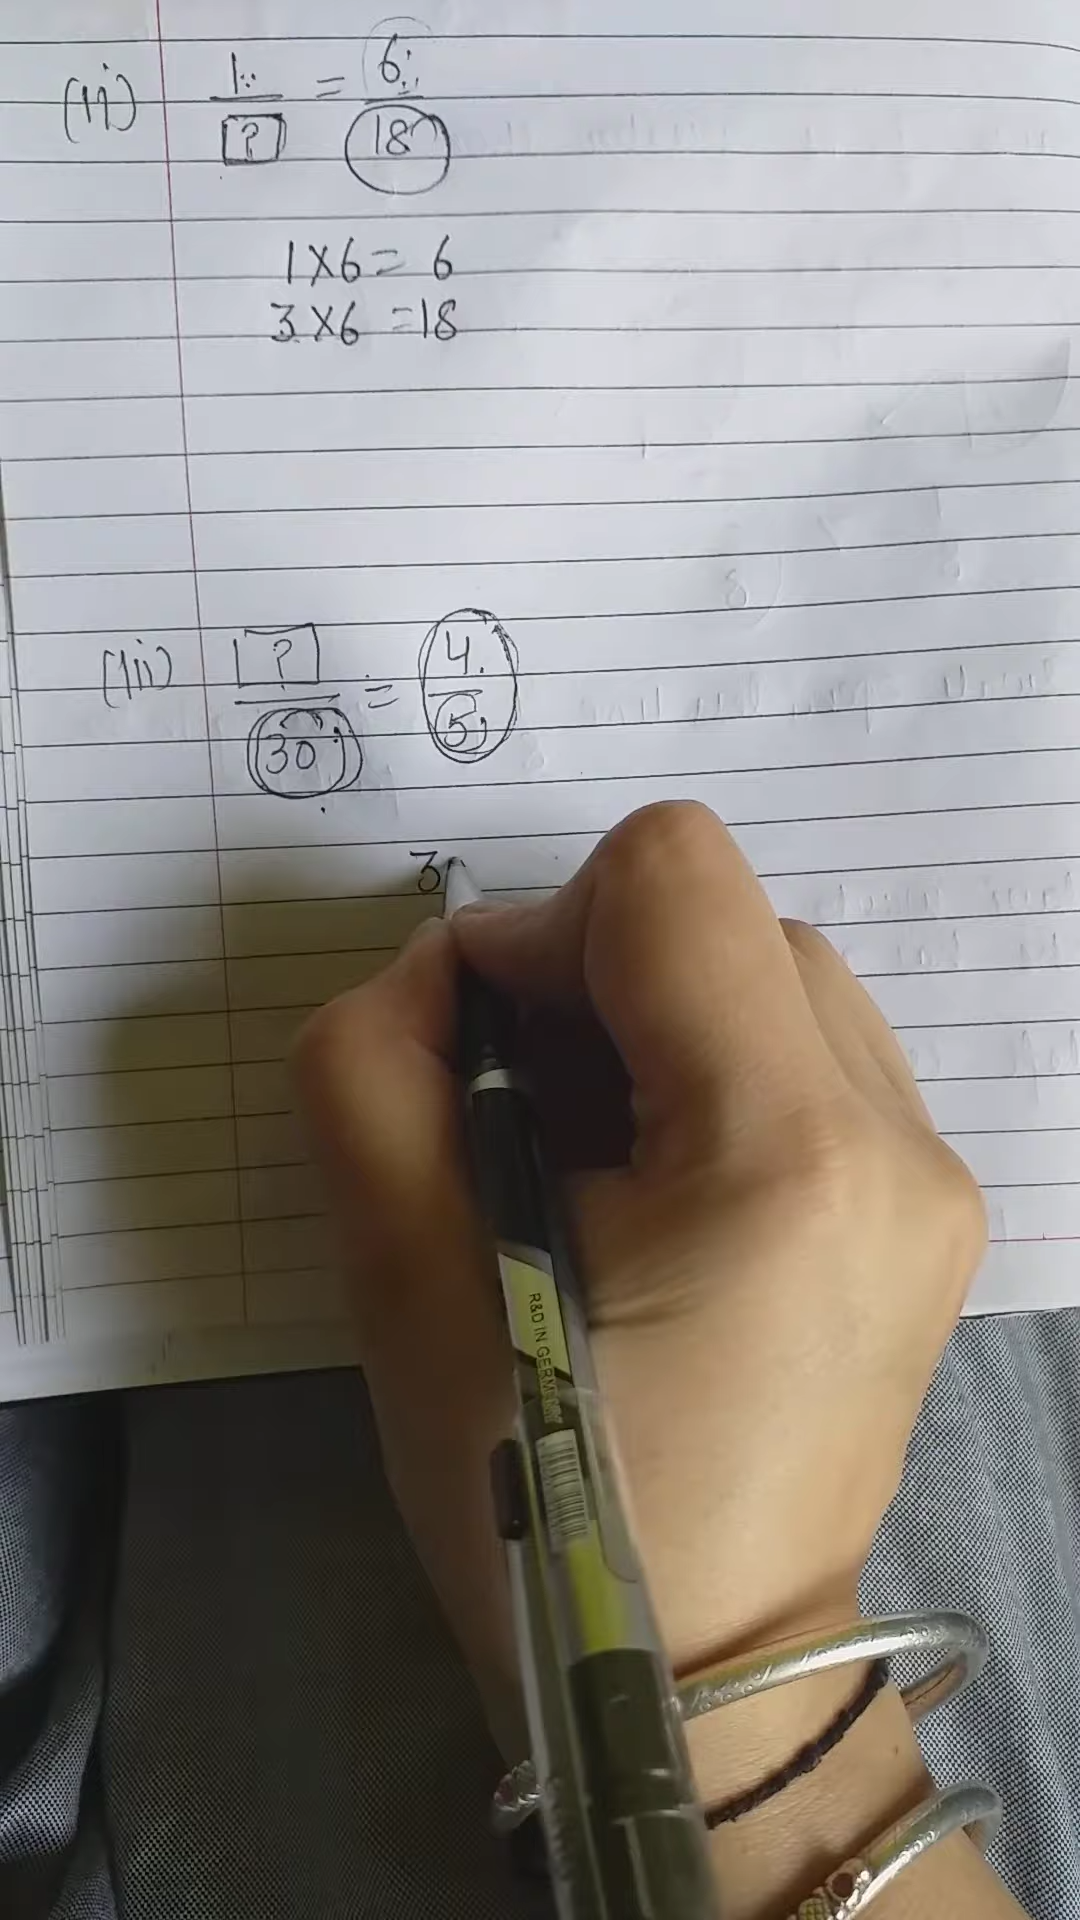 (ii) 1/? = 6/18
1×6= 6
3×6 =18
(iii) ?/30 = 4/5
3
R&D IN GERMANY